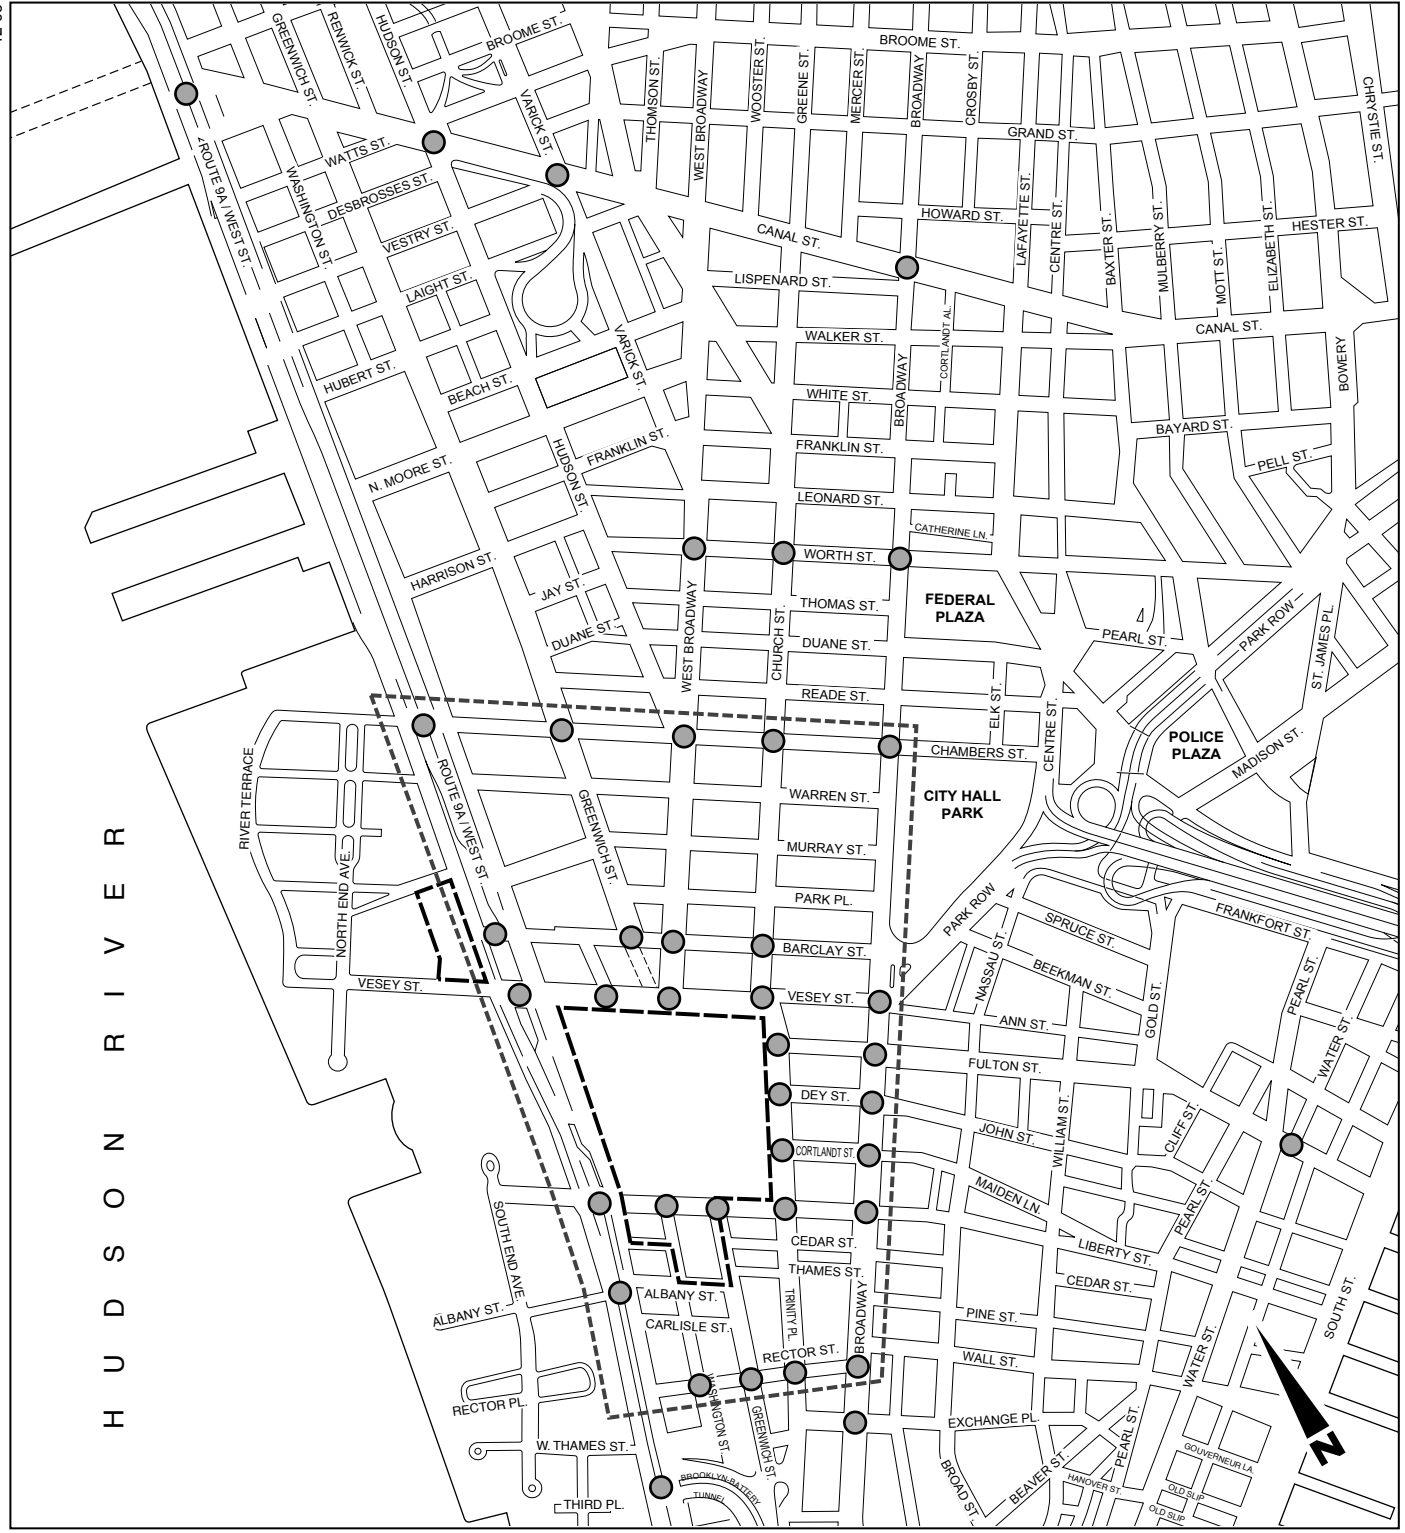 GREENWICH ST.
RENWICK ST.
HUDSON ST.
BROOME ST.
BROOME ST.
THOMSON ST.
WEST BROADWAY
WOOSTER ST.
GREENE ST.
MERCER ST.
BROADWAY
CROSBY ST.
CHRYSTIE ST.
VARICK ST.
GRAND ST.
ROUTE 9A / WEST ST.
WATTS ST.
WASHINGTON ST.
DESBROSSES ST.
VESTRY ST.
LAIGHT ST.
CANAL ST.
HOWARD ST.
LAFAYETTE ST.
CENTRE ST.
BAXTER ST.
MULBERRY ST.
MOTT ST.
ELIZABETH ST.
HESTER ST.
LISPENARD ST.
CORTLANDT AL.
CANAL ST.
WALKER ST.
VARICK ST.
BOWERY
HUBERT ST.
BEACH ST.
WHITE ST.
BROADWAY
BAYARD ST.
FRANKLIN ST.
FRANKLIN ST.
PELL ST.
N. MOORE ST.
HUDSON ST.
LEONARD ST.
CATHERINE LN.
WORTH ST.
HARRISON ST.
JAY ST.
THOMAS ST.
FEDERAL
PLAZA
DUANE ST.
DUANE ST.
WEST BROADWAY
CHURCH ST.
PEARL ST.
PARK ROW
ST. JAMES PL.
READE ST.
ELK ST.
CENTRE ST.
CHAMBERS ST.
POLICE
PLAZA
MADISON ST.
RIVER TERRACE
ROUTE 9A / WEST ST.
GREENWICH ST.
WARREN ST.
CITY HALL
PARK
MURRAY ST.
NORTH END AVE.
PARK PL.
PARK ROW
SPRUCE ST.
FRANKFORT ST.
BARCLAY ST.
NASSAU ST.
BEEKMAN ST.
PEARL ST.
VESEY ST.
VESEY ST.
GOLD ST.
ANN ST.
WATER ST.
FULTON ST.
DEY ST.
WILLIAM ST.
JOHN ST.
CLIFF ST.
CORTLANDT ST.
MAIDEN LN.
PEARL ST.
HUDSON RIVER
SOUTH END AVE.
CEDAR ST.
LIBERTY ST.
THAMES ST.
CEDAR ST.
ALBANY ST.
ALBANY ST.
TRINITY PL.
BROADWAY
PINE ST.
SOUTH ST.
CARLISLE ST.
RECTOR ST.
WALL ST.
WATER ST.
RECTOR PL.
WASHINGTON ST.
GREENWICH ST.
EXCHANGE PL.
PEARL ST.
W. THAMES ST.
BROAD ST.
BEAVER ST.
GOUVERNEUR LA.
N
HANOVER ST.
OLD SLIP
OLD SLIP
BROOKLYN-BATTERY
TUNNEL
THIRD PL.